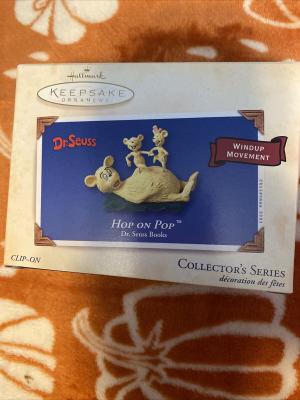 Hallmark
KEEPSAKE
ORNAMENT
Dr. Seuss
WINDUP
MOVEMENT
HOP ON POP™
Dr. Seuss Books
CLIP-ON
COLLECTOR'S SERIES
décoration des fêtes